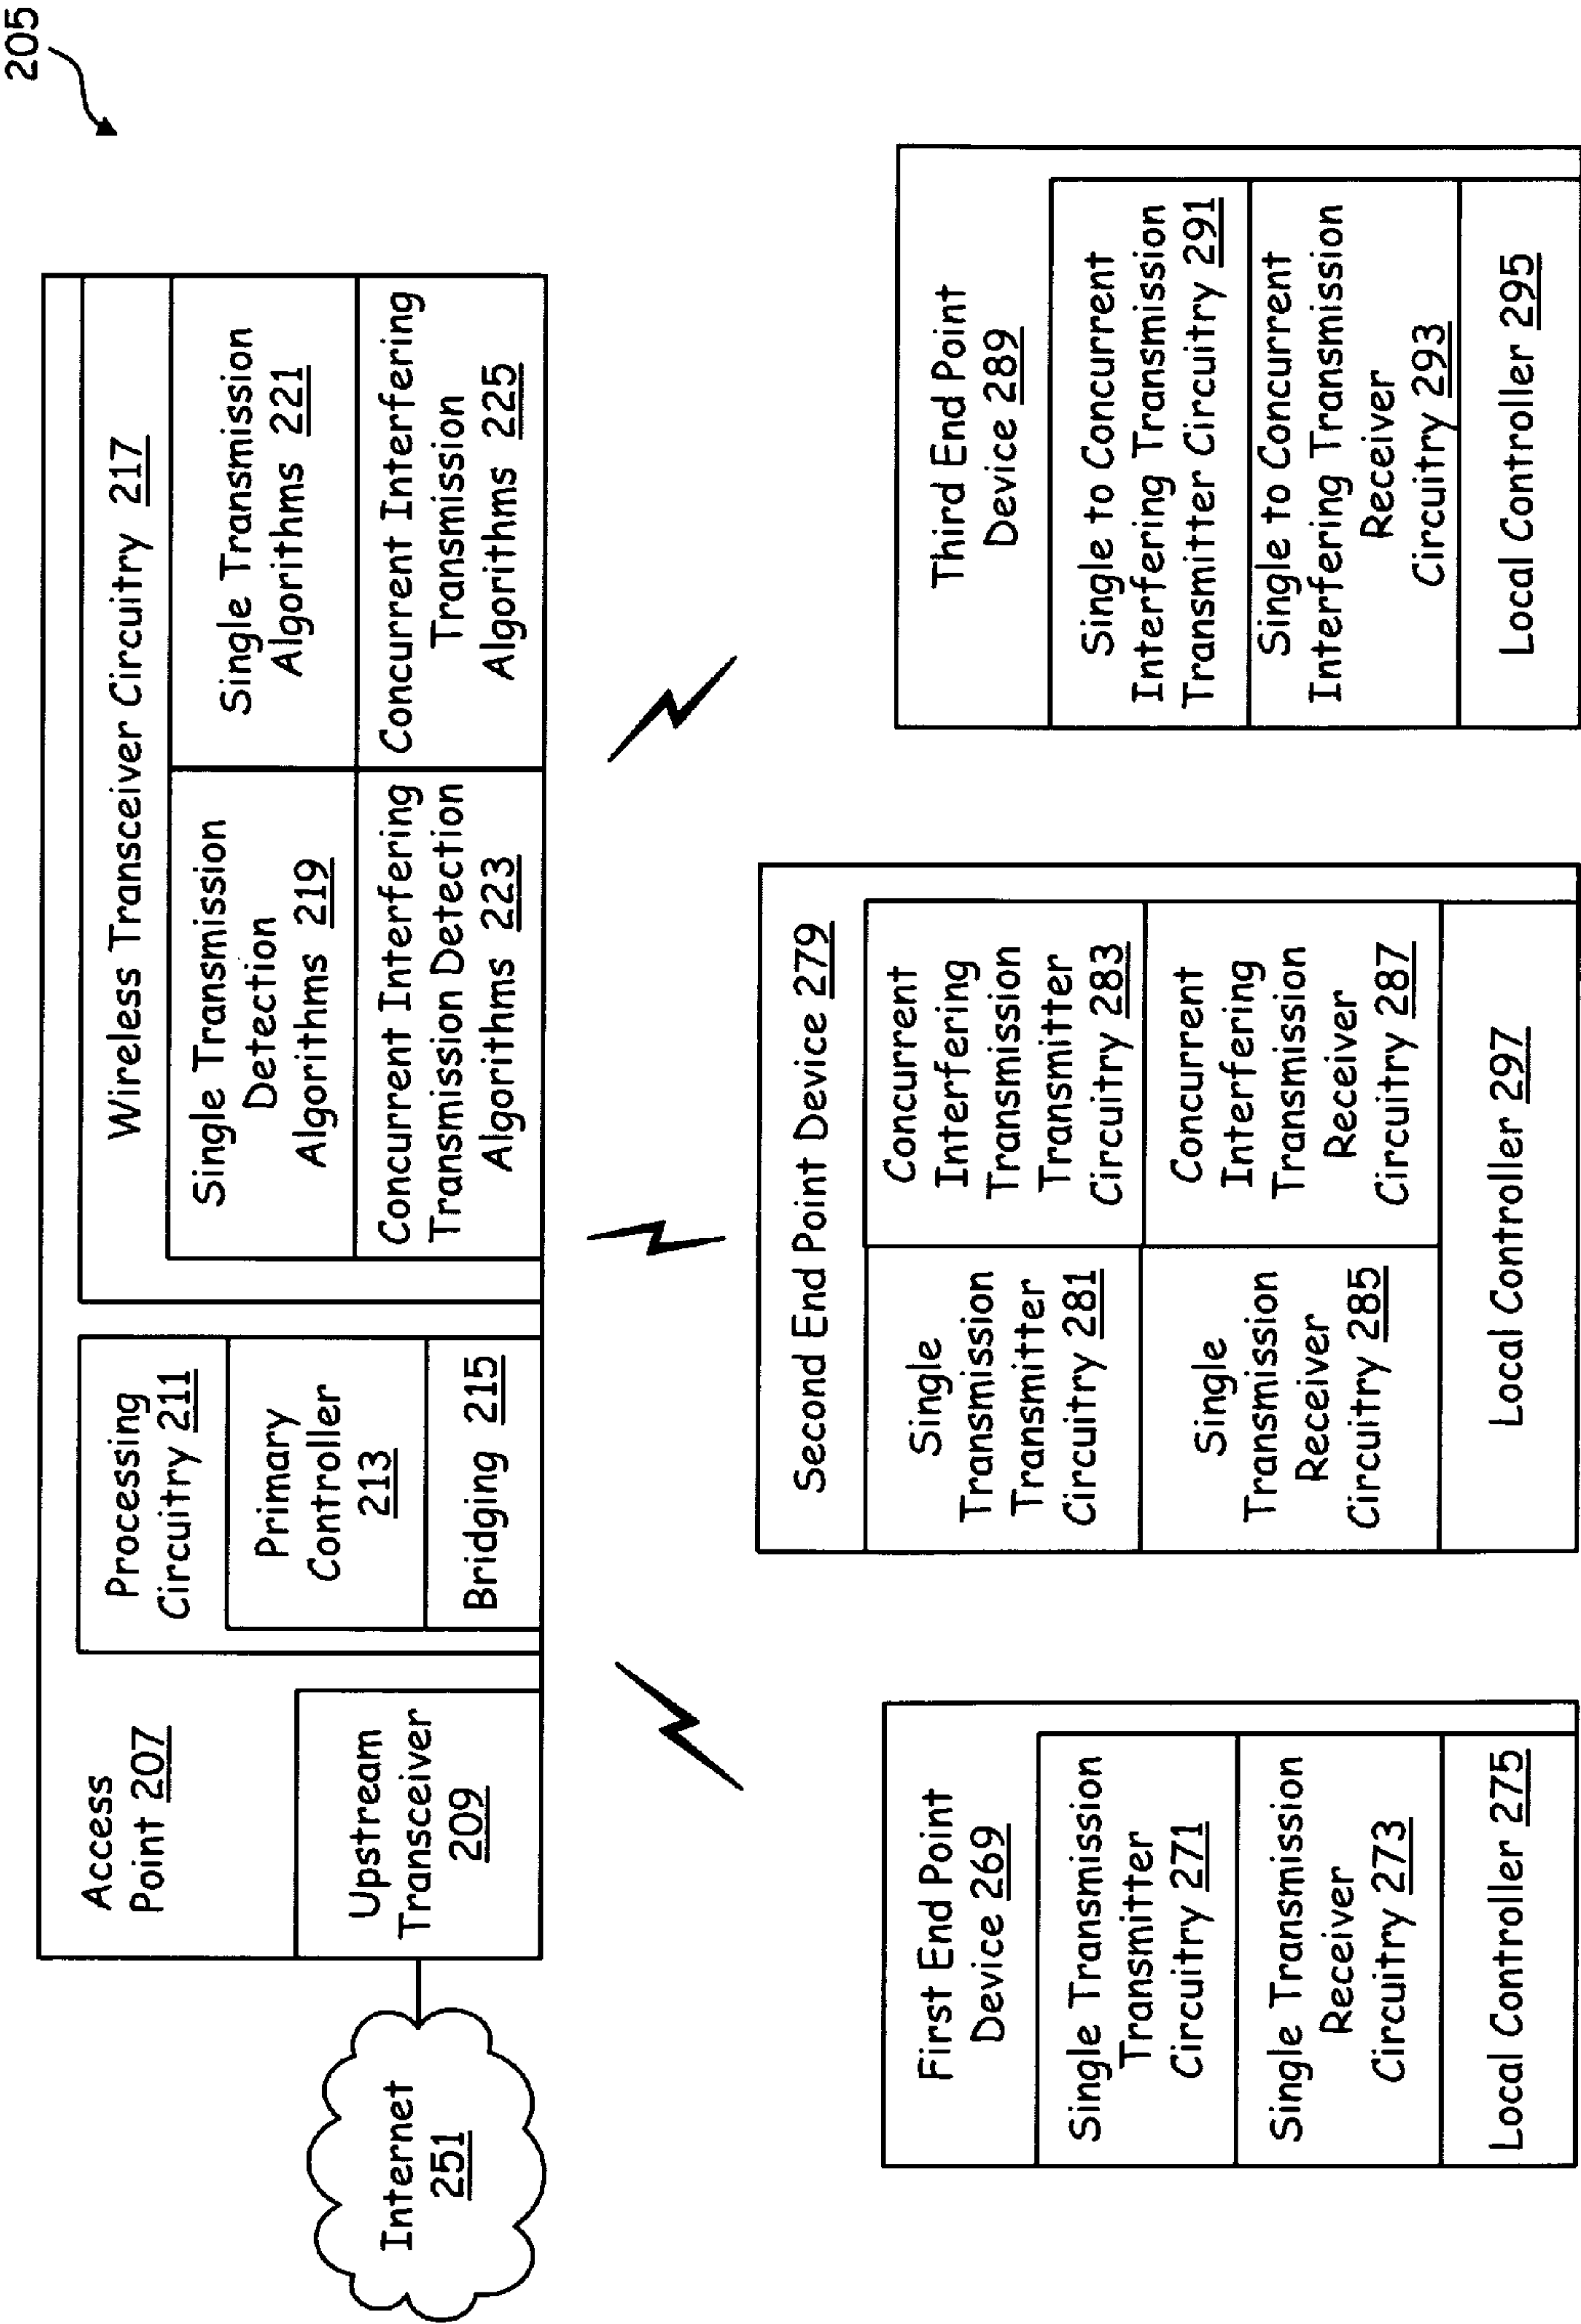 205
Access
Point 207
Upstream
Transceiver
209
Internet
251
Processing
Circuitry 211
Primary
Controller
213
Bridging 215
Wireless Transceiver Circuitry 217
Single Transmission
Detection
Algorithms 219
Single Transmission
Algorithms 221
Concurrent Interfering
Transmission Detection
Algorithms 223
Concurrent Interfering
Transmission
Algorithms 225
First End Point
Device 269
Single Transmission
Transmitter
Circuitry 271
Single Transmission
Receiver
Circuitry 273
Local Controller 275
Second End Point Device 279
Single
Transmission
Transmitter
Circuitry 281
Concurrent
Interfering
Transmission
Transmitter
Circuitry 283
Single
Transmission
Receiver
Circuitry 285
Concurrent
Interfering
Transmission
Receiver
Circuitry 287
Local Controller 297
Third End Point
Device 289
Single to Concurrent
Interfering Transmission
Transmitter Circuitry 291
Single to Concurrent
Interfering Transmission
Receiver
Circuitry 293
Local Controller 295